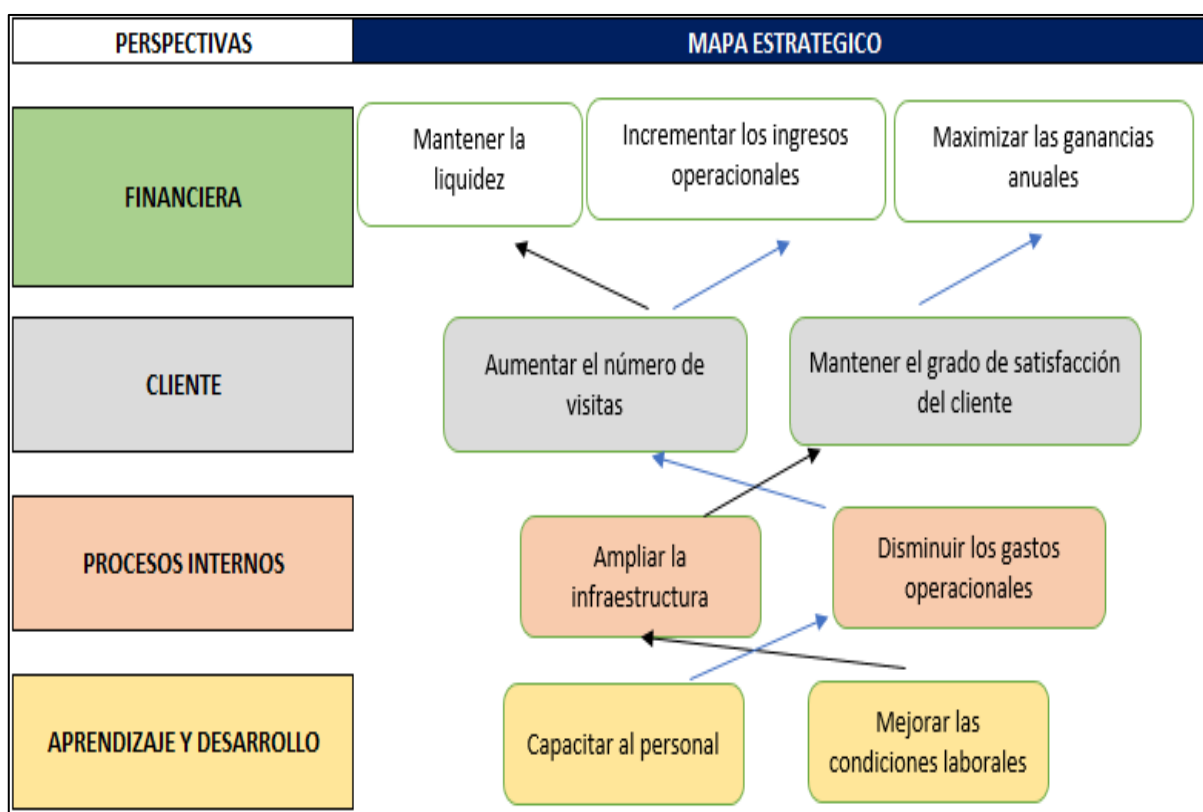 PERSPECTIVAS
MAPA ESTRATEGICO
FINANCIERA
Mantener la
liquidez
Incrementar los ingresos
operacionales
Maximizar las ganancias
anuales
CLIENTE
Aumentar el número de
visitas
Mantener el grado de satisfacción
del cliente
PROCESOS INTERNOS
Ampliar la
infraestructura
Disminuir los gastos
operacionales
APRENDIZAJE Y DESARROLLO
Capacitar al personal
Mejorar las
condiciones laborales